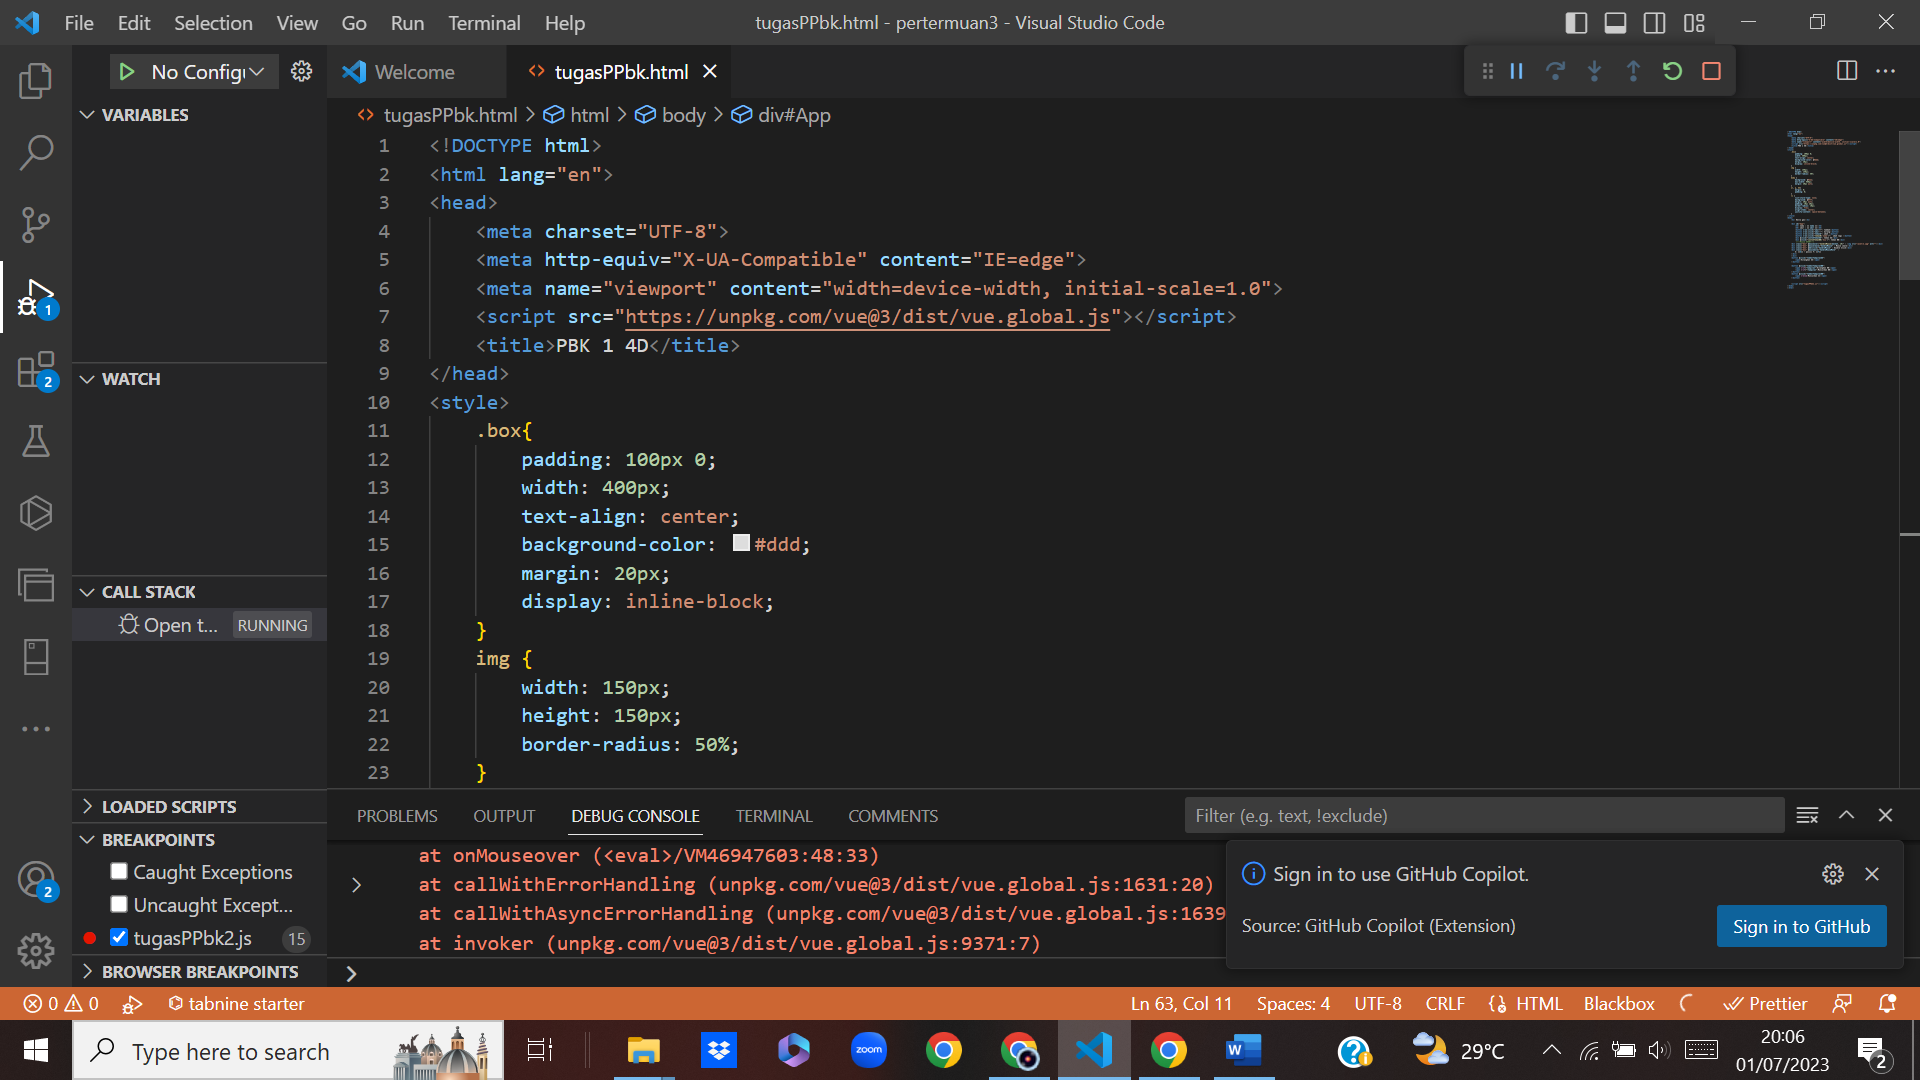 File Edit Selection View Go Run Terminal Help tugasPPbk.html - pertermuan3 - Visual Studio Code
No Config
Welcome
tugasPPbk.html
VARIABLES
tugasPPbk.html > html > body > div#App
1 <!DOCTYPE html>
2 <html lang="en">
3 <head>
4 <meta charset="UTF-8">
5 <meta http-equiv="X-UA-Compatible" content="IE=edge">
6 <meta name="viewport" content="width=device-width, initial-scale=1.0">
7 <script src="https://unpkg.com/vue@3/dist/vue.global.js"></script>
8 <title>PBK 1 4D</title>
9 </head>
10 <style>
11 .box{
12 padding: 100px 0;
13 width: 400px;
14 text-align: center;
15 background-color: #ddd;
16 margin: 20px;
17 display: inline-block;
18 }
19 img {
20 width: 150px;
21 height: 150px;
22 border-radius: 50%;
23 }
1
2
2
WATCH
CALL STACK
Open t... RUNNING
LOADED SCRIPTS
BREAKPOINTS
Caught Exceptions
Uncaught Except...
tugasPPbk2.js 15
BROWSER BREAKPOINTS
PROBLEMS OUTPUT DEBUG CONSOLE TERMINAL COMMENTS
Filter (e.g. text, !exclude)
at onMouseover (<eval>/VM46947603:48:33)
at callWithErrorHandling (unpkg.com/vue@3/dist/vue.global.js:1631:20)
at callWithAsyncErrorHandling (unpkg.com/vue@3/dist/vue.global.js:1639
at invoker (unpkg.com/vue@3/dist/vue.global.js:9371:7)
Sign in to use GitHub Copilot.
Source: GitHub Copilot (Extension)
Sign in to GitHub
0 0 tabnine starter
Ln 63, Col 11 Spaces: 4 UTF-8 CRLF HTML Blackbox Prettier
Type here to search
zoom
W
29°C
20:06
01/07/2023
2